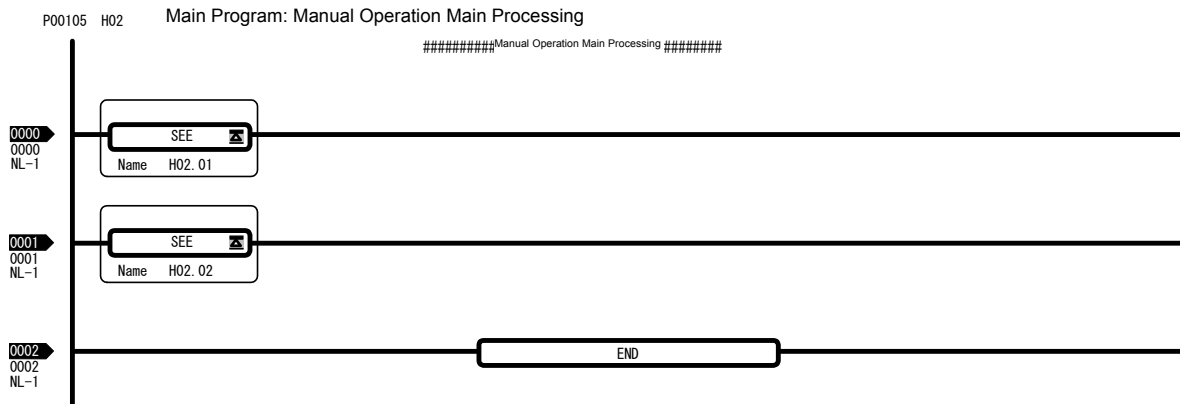 P00105 H02 Main Program: Manual Operation Main Processing
##########Manual Operation Main Processing ########
0000
0000
NL-1
SEE
Name H02.01
0001
0001
NL-1
SEE
Name H02.02
0002
0002
NL-1
END